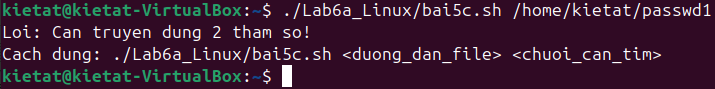 kietat@kietat-VirtualBox:~$ ./Lab6a_Linux/bai5c.sh /home/kietat/passwd1
Loi: Can truyen dung 2 tham so!
Cach dung: ./Lab6a_Linux/bai5c.sh <duong_dan_file> <chuoi_can_tim>
kietat@kietat-VirtualBox:~$